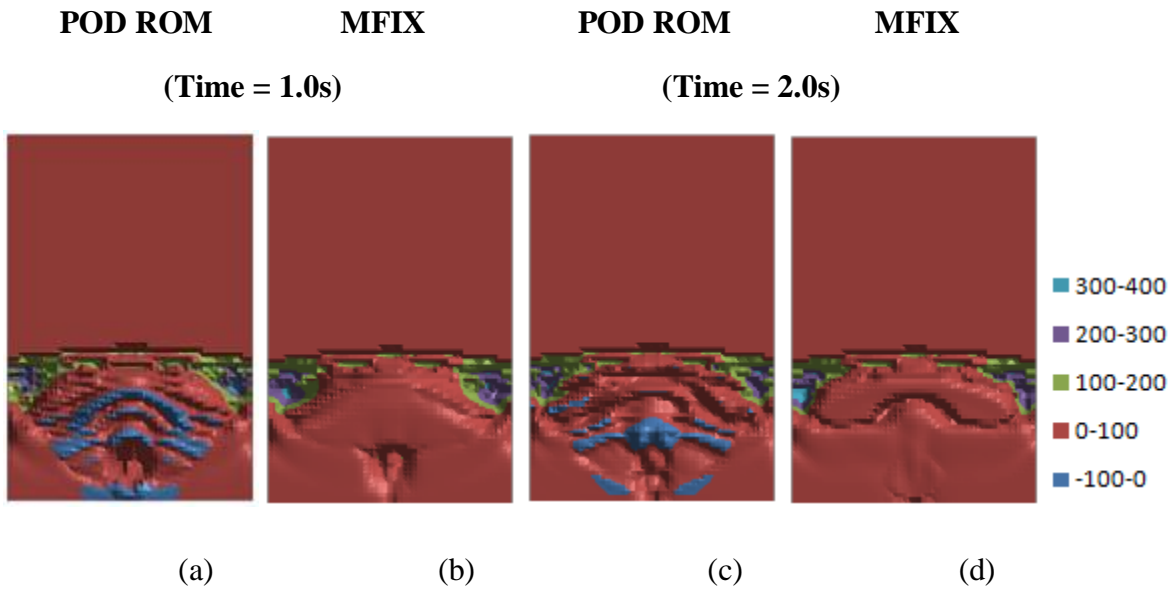 POD ROM MFIX POD ROM MFIX
(Time = 1.0s) (Time = 2.0s)
300-400
200-300
100-200
0-100
-100-0
(a) (b) (c) (d)